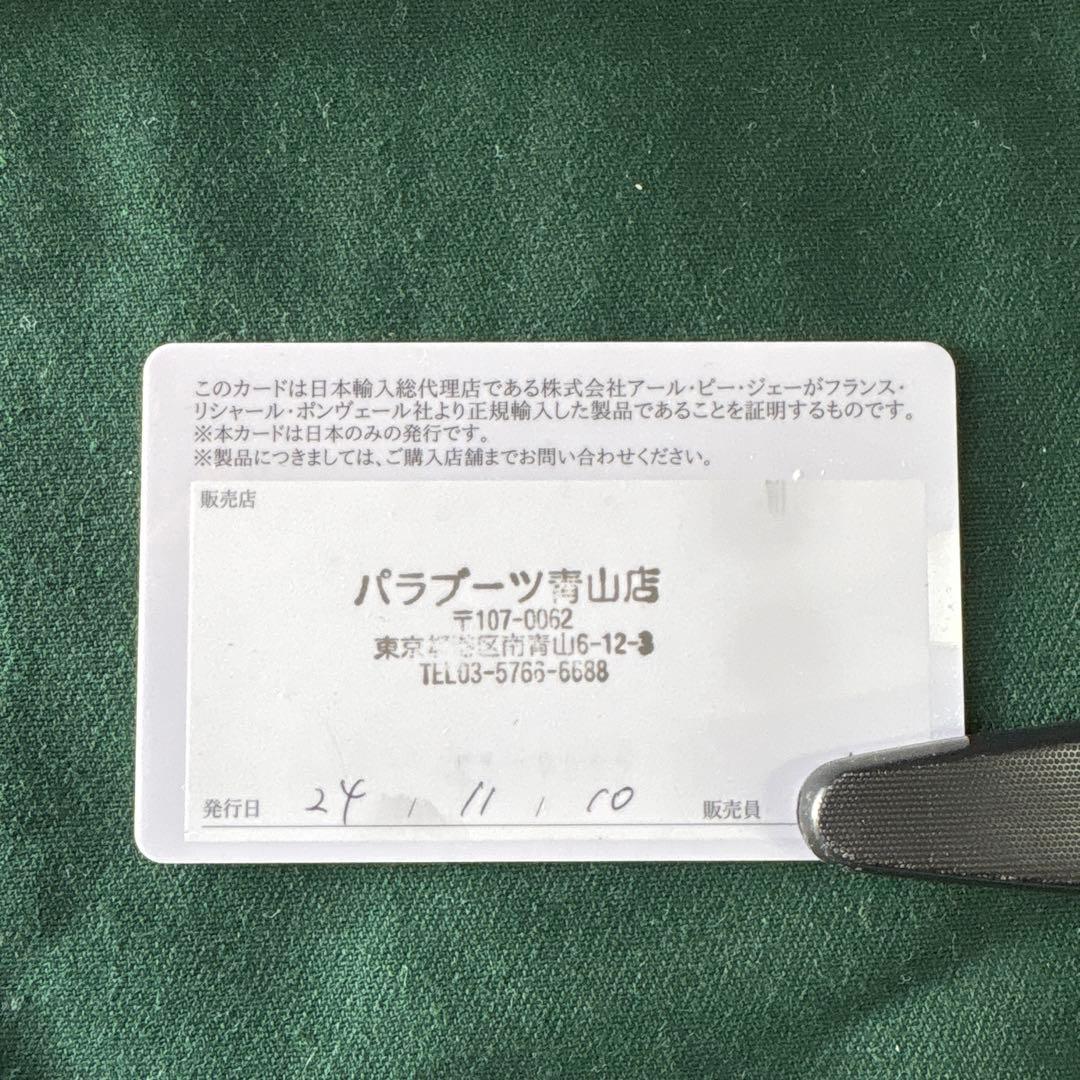 このカードは日本輸入総代理店である株式会社アール・ピー・ジェーがフランス・
リシャール・ポンヴェール社より正規輸入した製品であることを証明するものです。
※本カードは日本のみの発行です。
※製品につきましては、ご購入店舗までお問い合わせください。
販売店
パラブーツ青山店
〒107-0062
東京都港区南青山6-12-3
TEL03-5766-6688
発行日 24 , 11 , 10 販売員